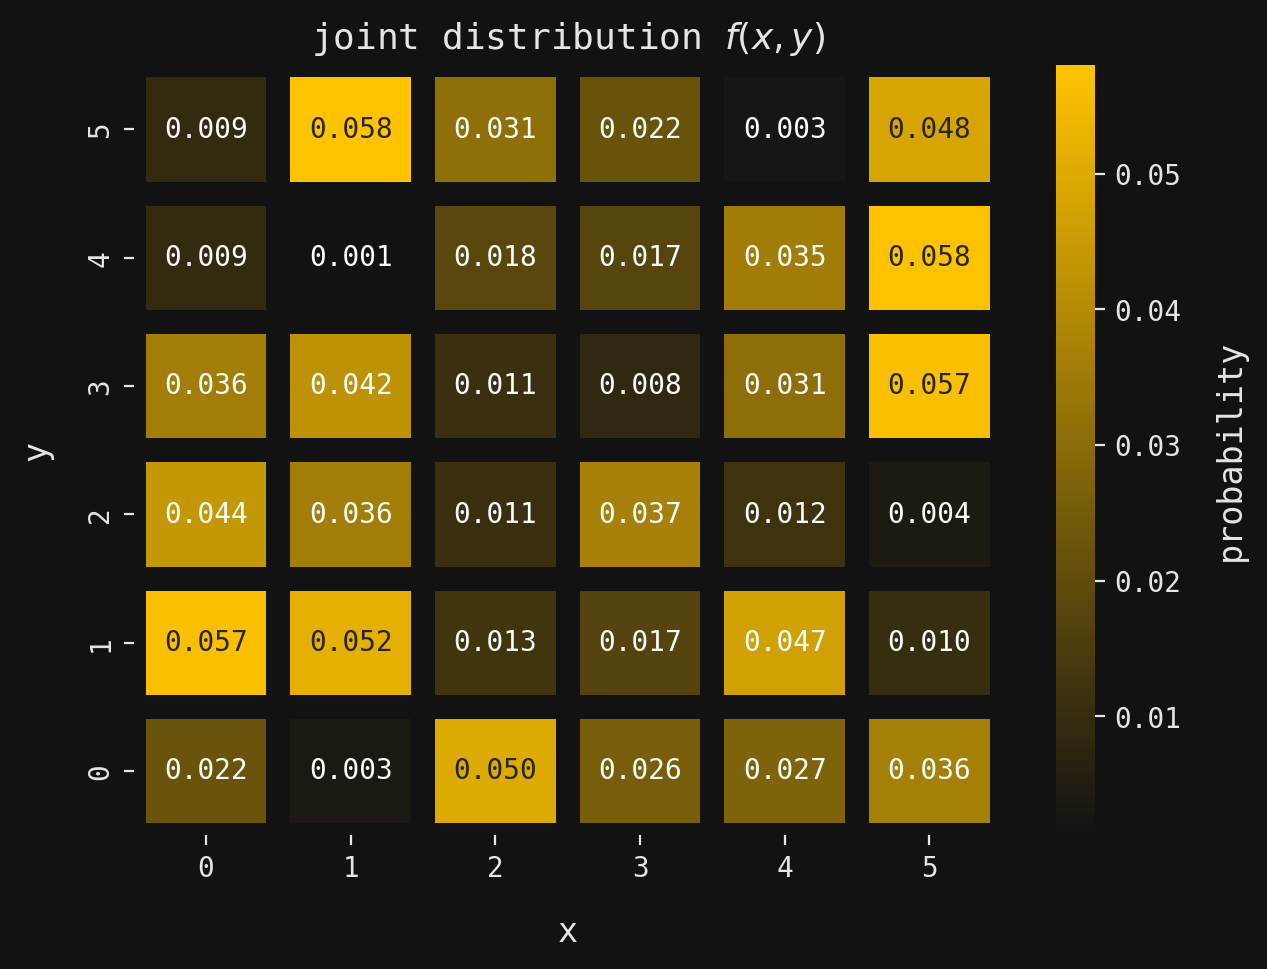 joint distribution f(x, y)
5 0.009 0.058 0.031 0.022 0.003 0.048
4 0.009 0.001 0.018 0.017 0.035 0.058
3 0.036 0.042 0.011 0.008 0.031 0.057
2 0.044 0.036 0.011 0.037 0.012 0.004
1 0.057 0.052 0.013 0.017 0.047 0.010
0 0.022 0.003 0.050 0.026 0.027 0.036
0 1 2 3 4 5
x
y
0.05
0.04
0.03
0.02
0.01
probability